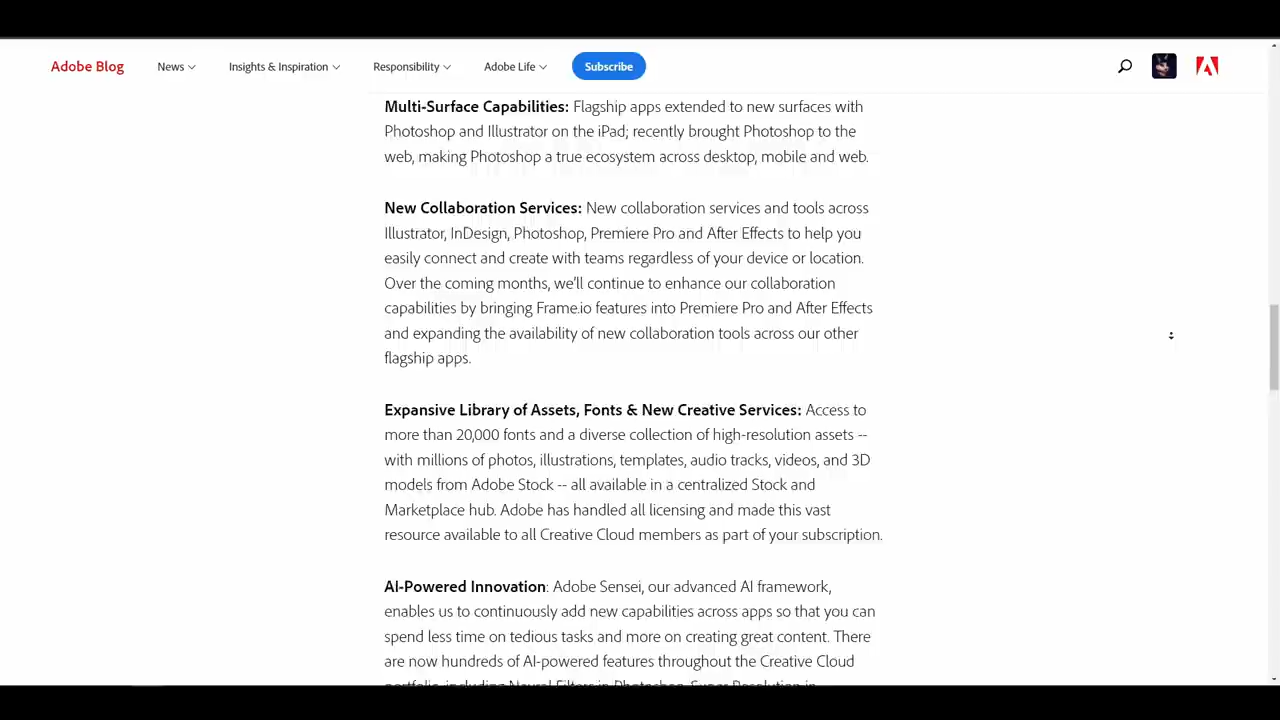 Adobe Blog News Insights & Inspiration Responsibility Adobe Life Subscribe
Multi-Surface Capabilities: Flagship apps extended to new surfaces with
Photoshop and Illustrator on the iPad; recently brought Photoshop to the
web, making Photoshop a true ecosystem across desktop, mobile and web.
New Collaboration Services: New collaboration services and tools across
Illustrator, InDesign, Photoshop, Premiere Pro and After Effects to help you
easily connect and create with teams regardless of your device or location.
Over the coming months, we’ll continue to enhance our collaboration
capabilities by bringing Frame.io features into Premiere Pro and After Effects
and expanding the availability of new collaboration tools across our other
flagship apps.
Expansive Library of Assets, Fonts & New Creative Services: Access to
more than 20,000 fonts and a diverse collection of high-resolution assets --
with millions of photos, illustrations, templates, audio tracks, videos, and 3D
models from Adobe Stock -- all available in a centralized Stock and
Marketplace hub. Adobe has handled all licensing and made this vast
resource available to all Creative Cloud members as part of your subscription.
AI-Powered Innovation: Adobe Sensei, our advanced AI framework,
enables us to continuously add new capabilities across apps so that you can
spend less time on tedious tasks and more on creating great content. There
are now hundreds of AI-powered features throughout the Creative Cloud
portfolio, including Neural Filters in Photoshop, Super Resolution in